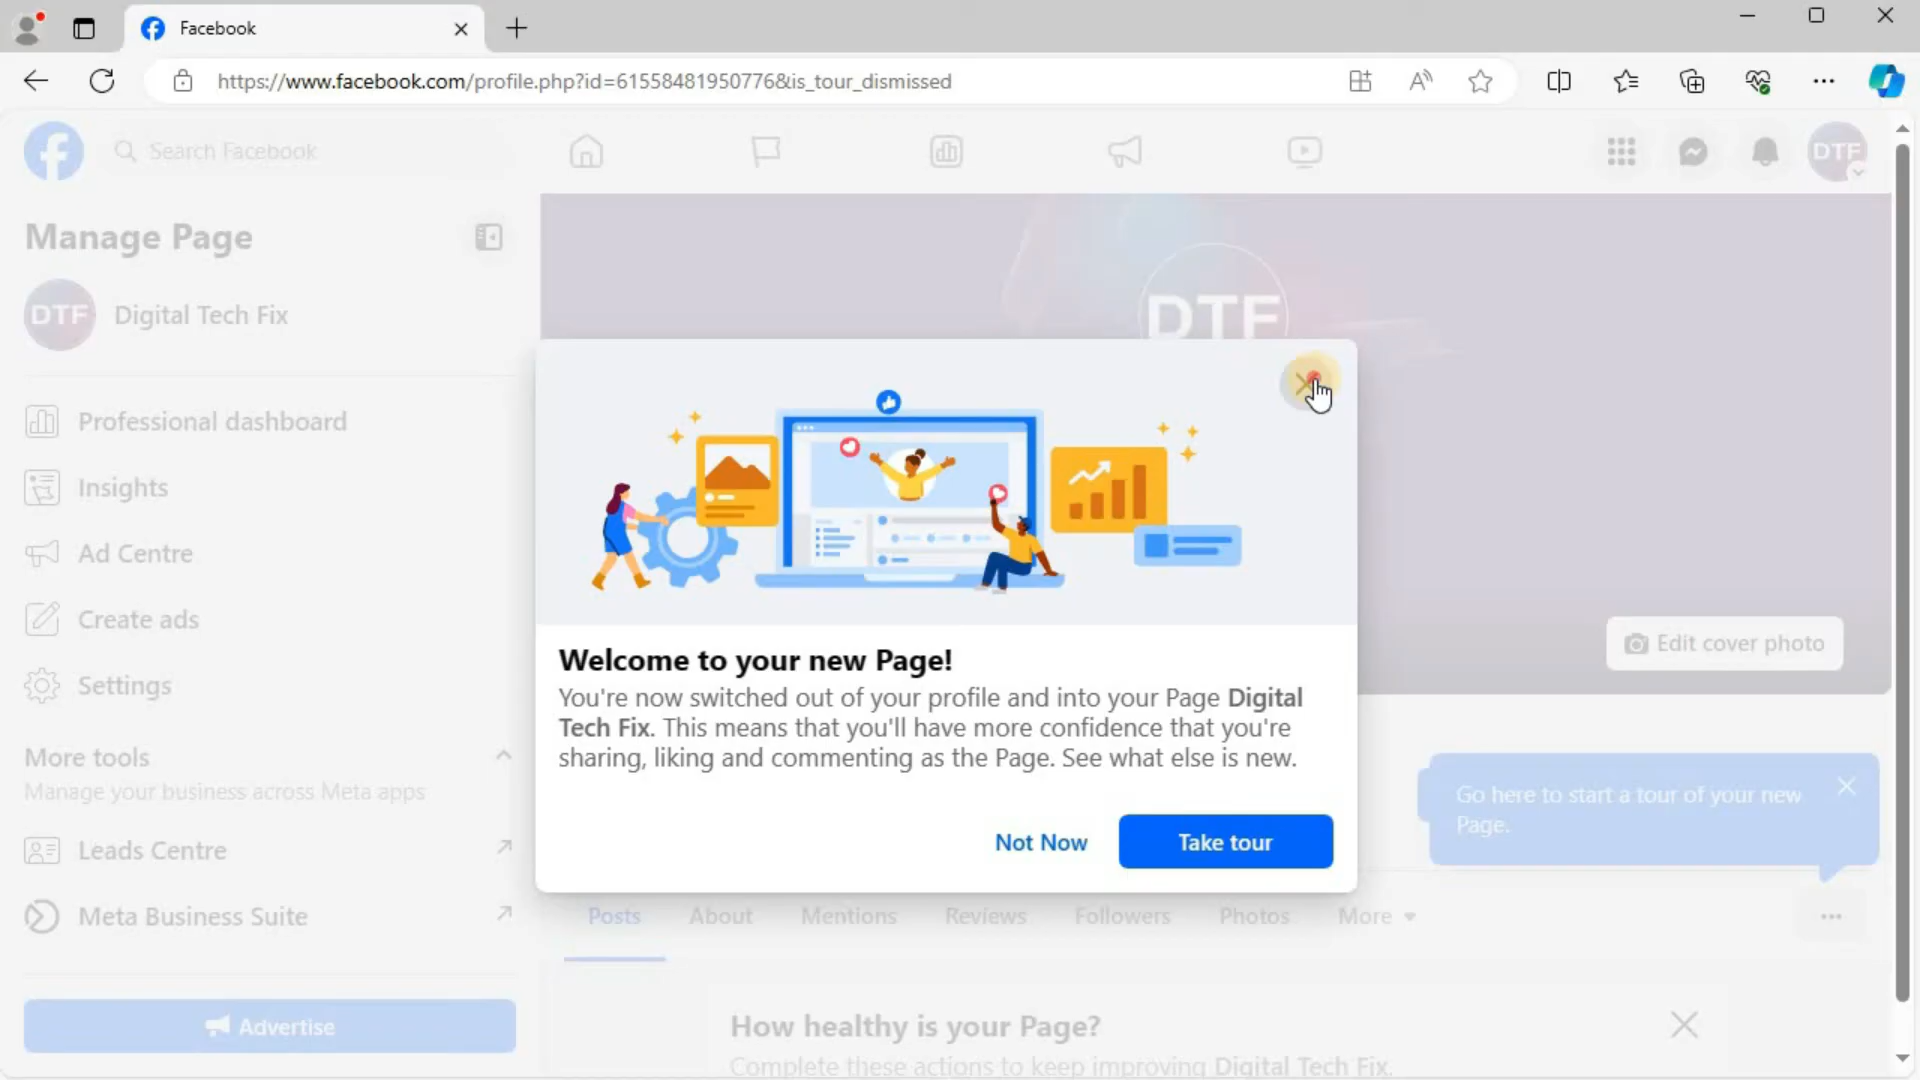 Facebook
https://www.facebook.com/profile.php?id=61558481950776&is_tour_dismissed
Search Facebook
DTF
Manage Page
DTF
Digital Tech Fix
DTF
Professional dashboard
Insights
Ad Centre
Create ads
Settings
Edit cover photo
Welcome to your new Page!
You're now switched out of your profile and into your Page Digital
Tech Fix. This means that you'll have more confidence that you're
sharing, liking and commenting as the Page. See what else is new.
Not Now
Take tour
More tools
Manage your business across Meta apps
Leads Centre
Meta Business Suite
Go here to start a tour of your new
Page.
Posts
About
Mentions
Reviews
Followers
Photos
More
Advertise
How healthy is your Page?
Complete these actions to keep improving Digital Tech Fix.